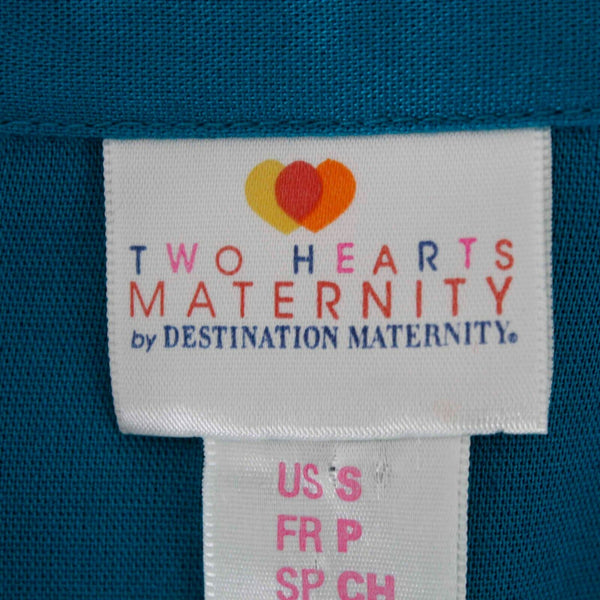 TWO HEARTS
MATERNITY
by DESTINATION MATERNITY®
US S
FR P
SP CH